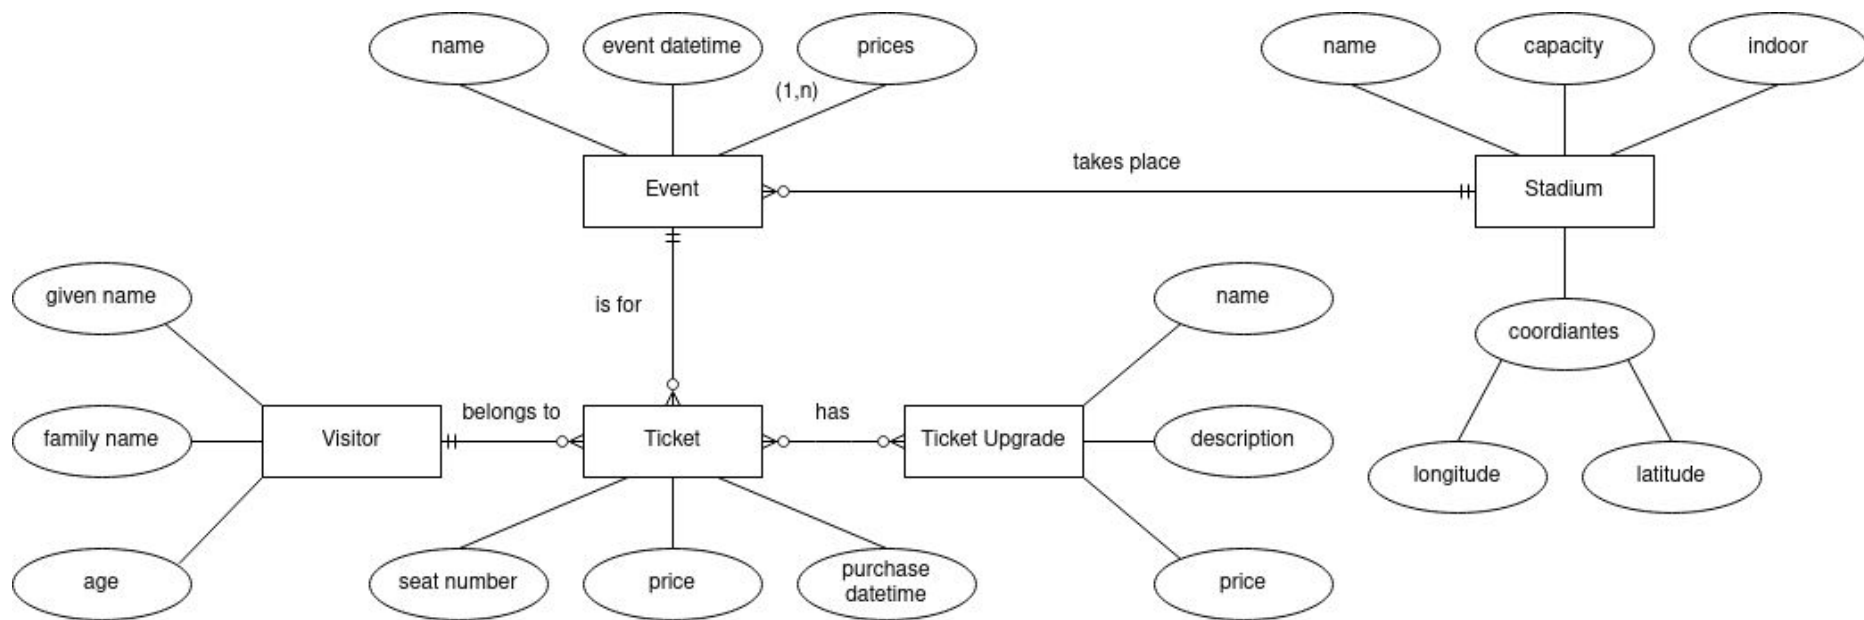 name
event datetime
prices
name
capacity
indoor
(1,n)
takes place
Event
Stadium
given name
is for
name
coordiantes
belongs to
has
family name
Visitor
Ticket
Ticket Upgrade
description
longitude
latitude
age
seat number
price
purchase
datetime
price